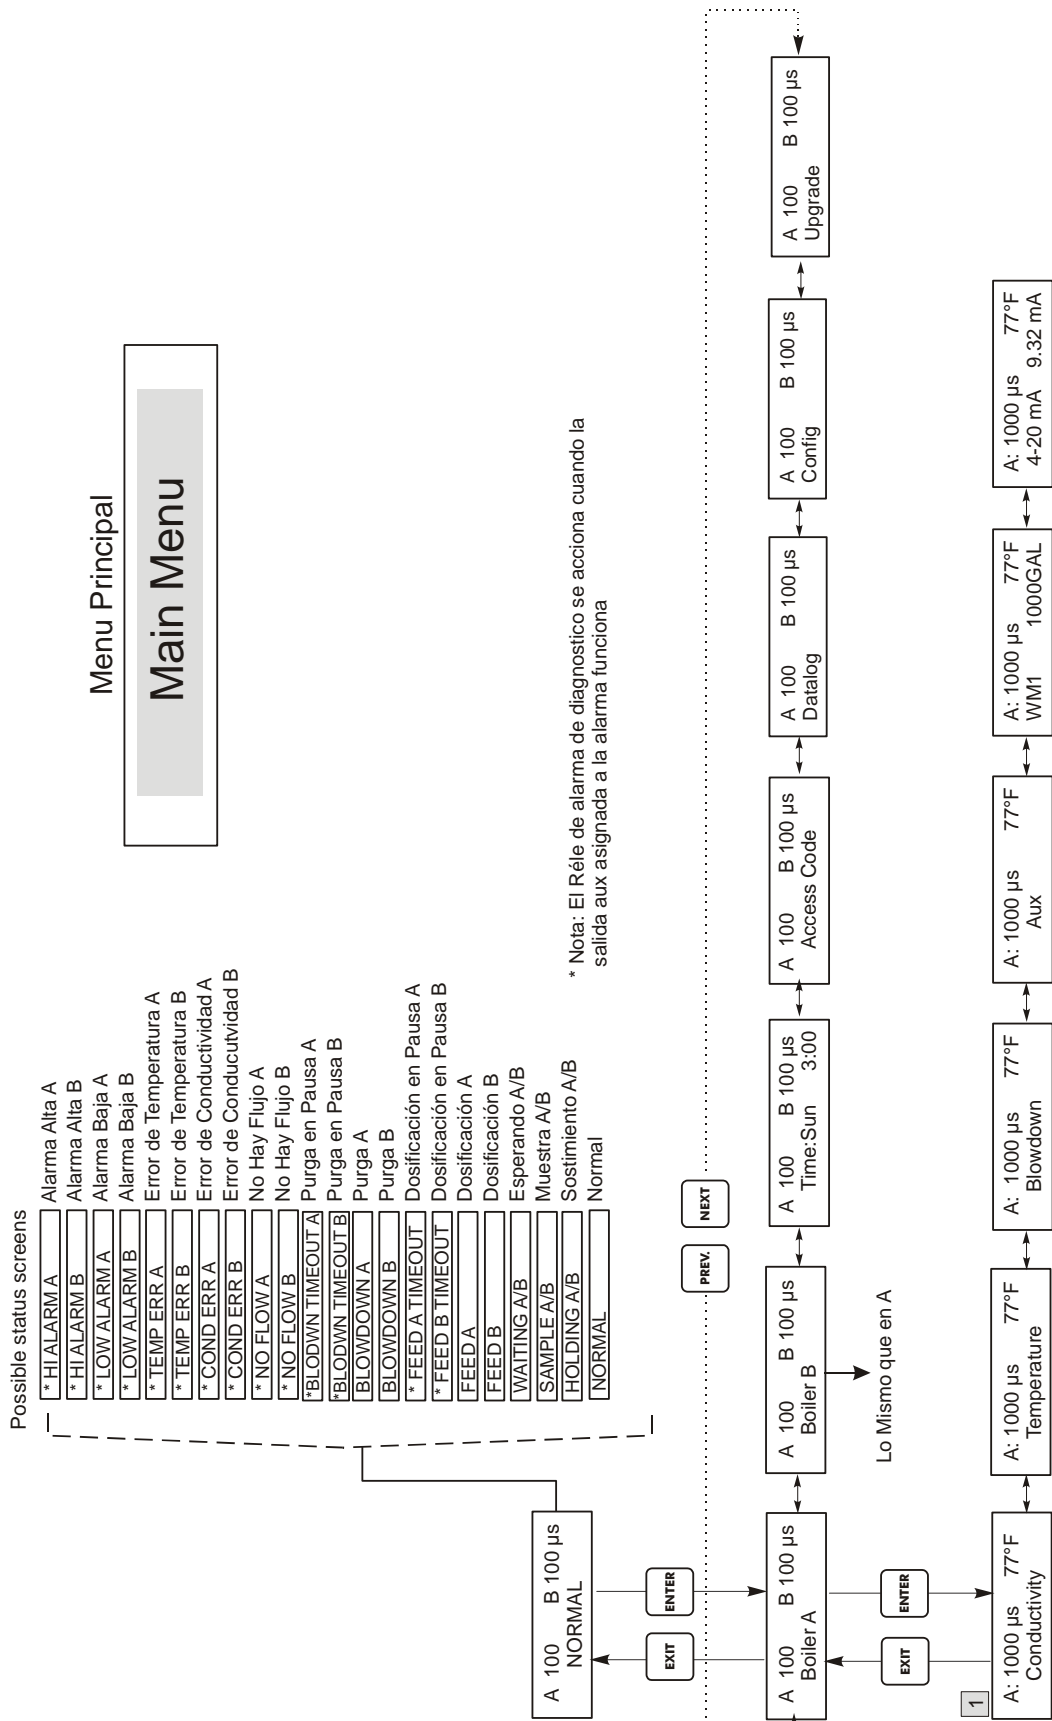 Menu Principal
Main Menu
Possible status screens
* HI ALARM A Alarma Alta A
* HI ALARM B Alarma Alta B
* LOW ALARM A Alarma Baja A
* LOW ALARM B Alarma Baja B
* TEMP ERR A Error de Temperatura A
* TEMP ERR B Error de Temperatura B
* COND ERR A Error de Conductividad A
* COND ERR B Error de Conducutvidad B
* NO FLOW A No Hay Flujo A
* NO FLOW B No Hay Flujo B
*BLODWN TIMEOUT A Purga en Pausa A
*BLODWN TIMEOUT B Purga en Pausa B
BLOWDOWN A Purga A
BLOWDOWN B Purga B
* FEED A TIMEOUT Dosificación en Pausa A
* FEED B TIMEOUT Dosificación en Pausa B
FEED A Dosificación A
FEED B Dosificación B
WAITING A/B Esperando A/B
SAMPLE A/B Muestra A/B
HOLDING A/B Sostimiento A/B
NORMAL Normal
* Nota: El Réle de alarma de diagnostico se acciona cuando la
salida aux asignada a la alarma funciona
A 100 B 100 µs
NORMAL
EXIT
ENTER
PREV.
NEXT
A 100 B 100 µs
Boiler A
A 100 B 100 µs
Boiler B
Lo Mismo que en A
A 100 B 100 µs
Time:Sun 3:00
A 100 B 100 µs
Access Code
A 100 B 100 µs
Datalog
A 100 B 100 µs
Config
A 100 B 100 µs
Upgrade
EXIT
ENTER
1
A: 1000 µs 77°F
Conductivity
A: 1000 µs 77°F
Temperature
A: 1000 µs 77°F
Blowdown
A: 1000 µs 77°F
Aux
A: 1000 µs 77°F
WM1 1000GAL
A: 1000 µs 77°F
4-20 mA 9.32 mA